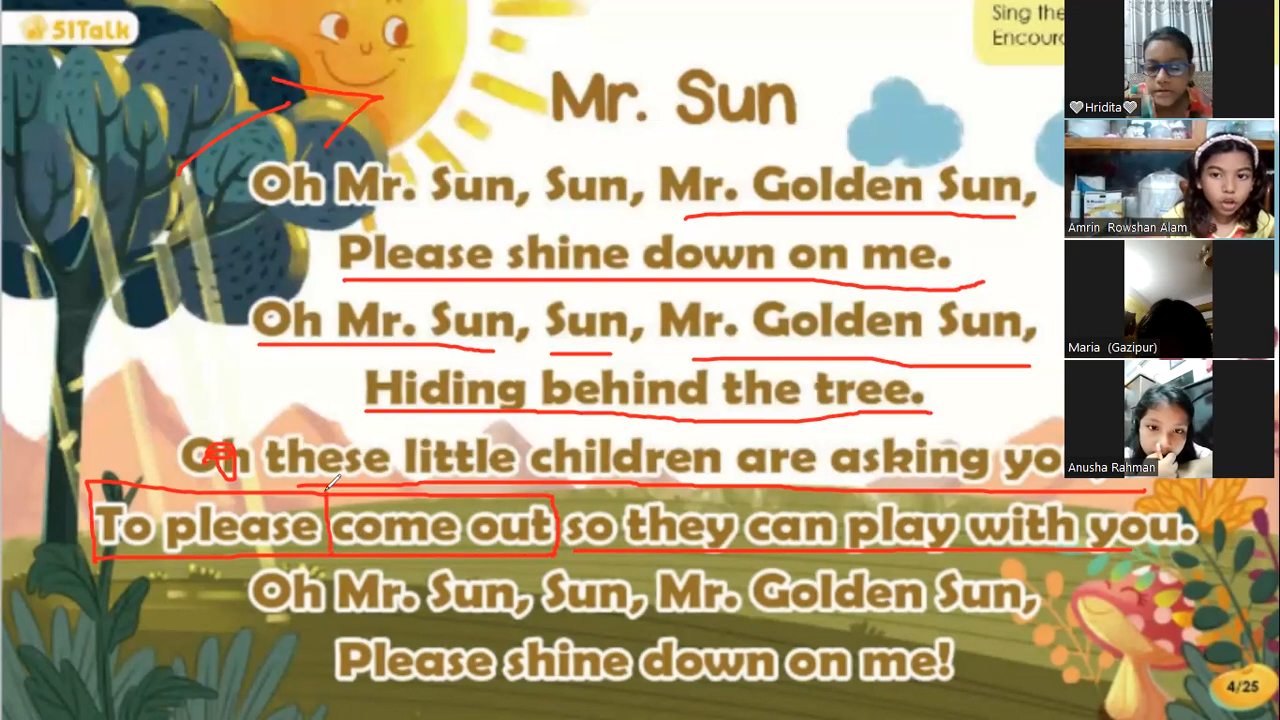 51Talk
Sing the
Encour
Mr. Sun
Oh Mr. Sun, Sun, Mr. Golden Sun,
Please shine down on me.
Oh Mr. Sun, Sun, Mr. Golden Sun,
Hiding behind the tree.
Oh these little children are asking yo
To please come out so they can play with you.
Oh Mr. Sun, Sun, Mr. Golden Sun,
Please shine down on me!
4/25
🤍Hridita🤍
Amrin Rowshan Alam
Maria (Gazipur)
Anusha Rahman